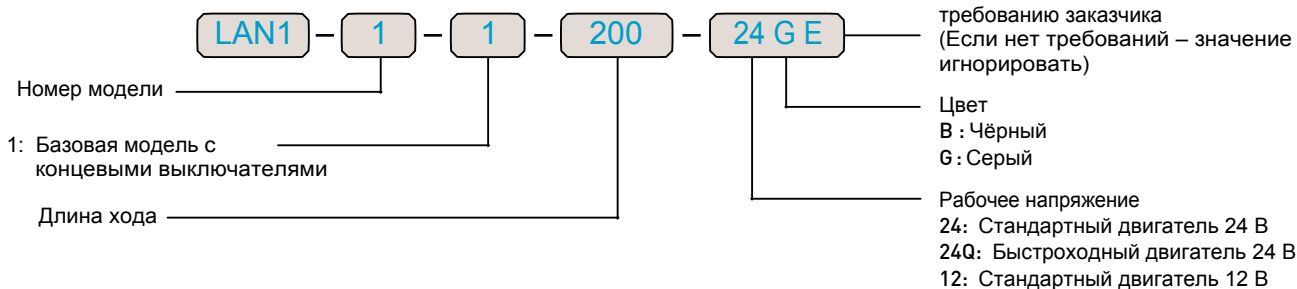 требованию заказчика
(Если нет требований – значение
игнорировать)
LAN1 – 1 – 1 – 200 – 24 G E
Номер модели
Цвет
B : Чёрный
G : Серый
1: Базовая модель с
концевыми выключателями
Длина хода
Рабочее напряжение
24: Стандартный двигатель 24 В
24Q: Быстроходный двигатель 24 В
12: Стандартный двигатель 12 В